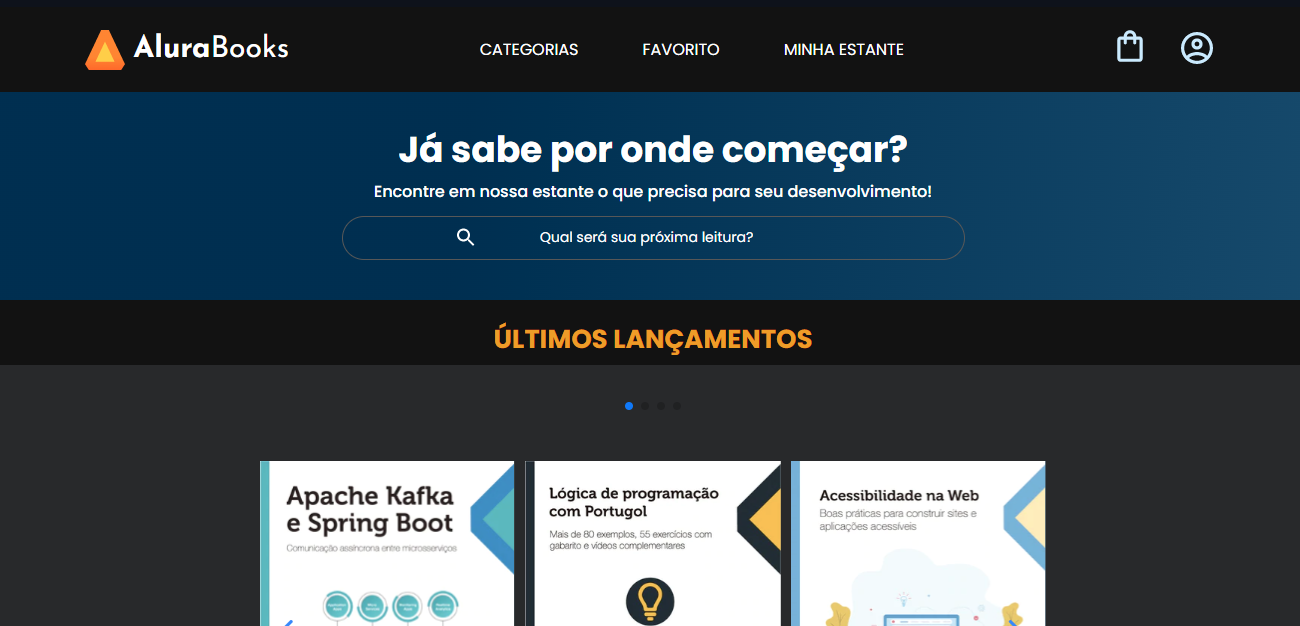 AluraBooks
CATEGORIAS
FAVORITO
MINHA ESTANTE
Já sabe por onde começar?
Encontre em nossa estante o que precisa para seu desenvolvimento!
Qual será sua próxima leitura?
ÚLTIMOS LANÇAMENTOS
Apache Kafka
e Spring Boot
Comunicação assíncrona entre microsserviços
Lógica de programação
com Portugol
Mais de 80 exemplos, 55 exercícios com
gabarito e vídeos complementares
Acessibilidade na Web
Boas práticas para construir sites e
aplicações acessíveis